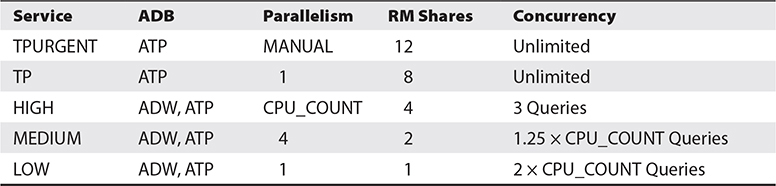 Service ADB Parallelism RM Shares Concurrency
TPURGENT ATP MANUAL 12 Unlimited
TP ATP 1 8 Unlimited
HIGH ADW, ATP CPU_COUNT 4 3 Queries
MEDIUM ADW, ATP 4 2 1.25 × CPU_COUNT Queries
LOW ADW, ATP 1 1 2 × CPU_COUNT Queries